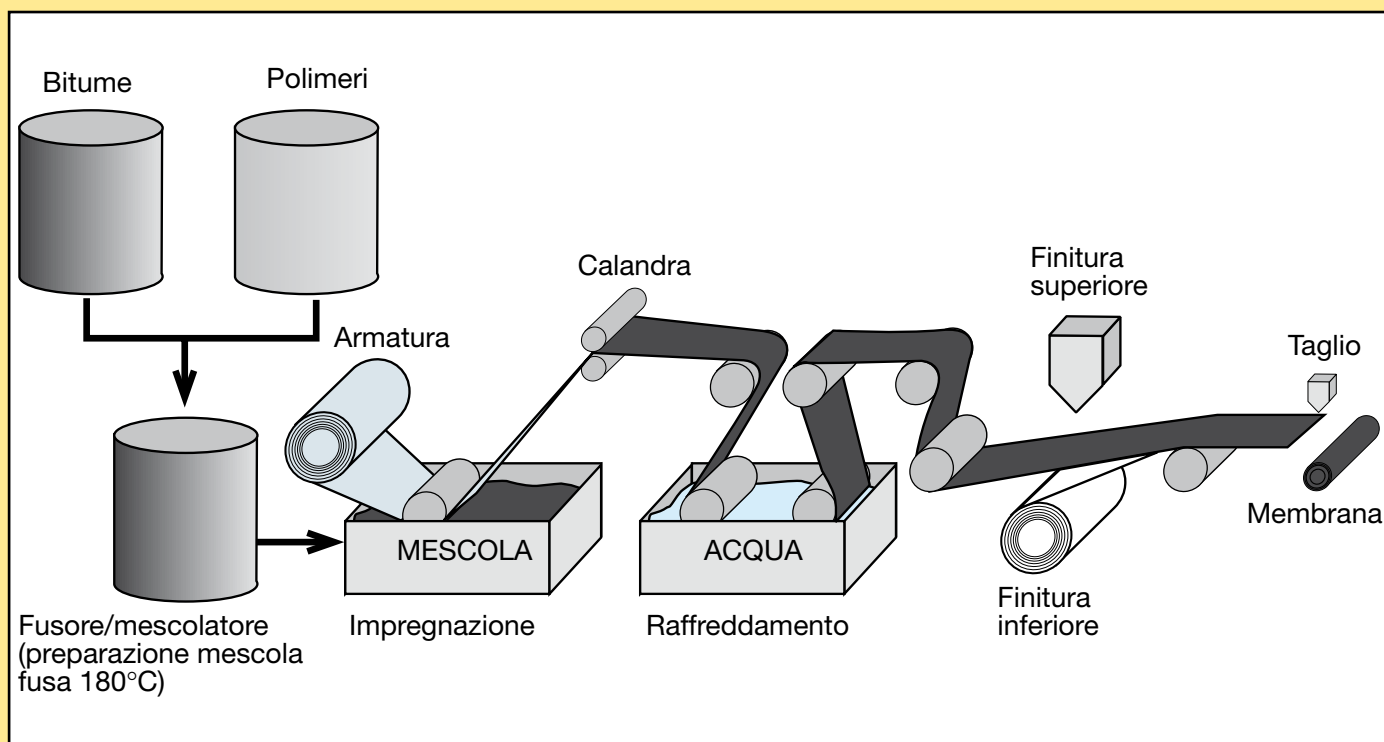 Bitume
Polimeri
Armatura
Calandra
Finitura
superiore
Taglio
Membrana
MESCOLA
ACQUA
Fusore/mescolatore
(preparazione mescola
fusa 180°C)
Impregnazione
Raffreddamento
Finitura
inferiore